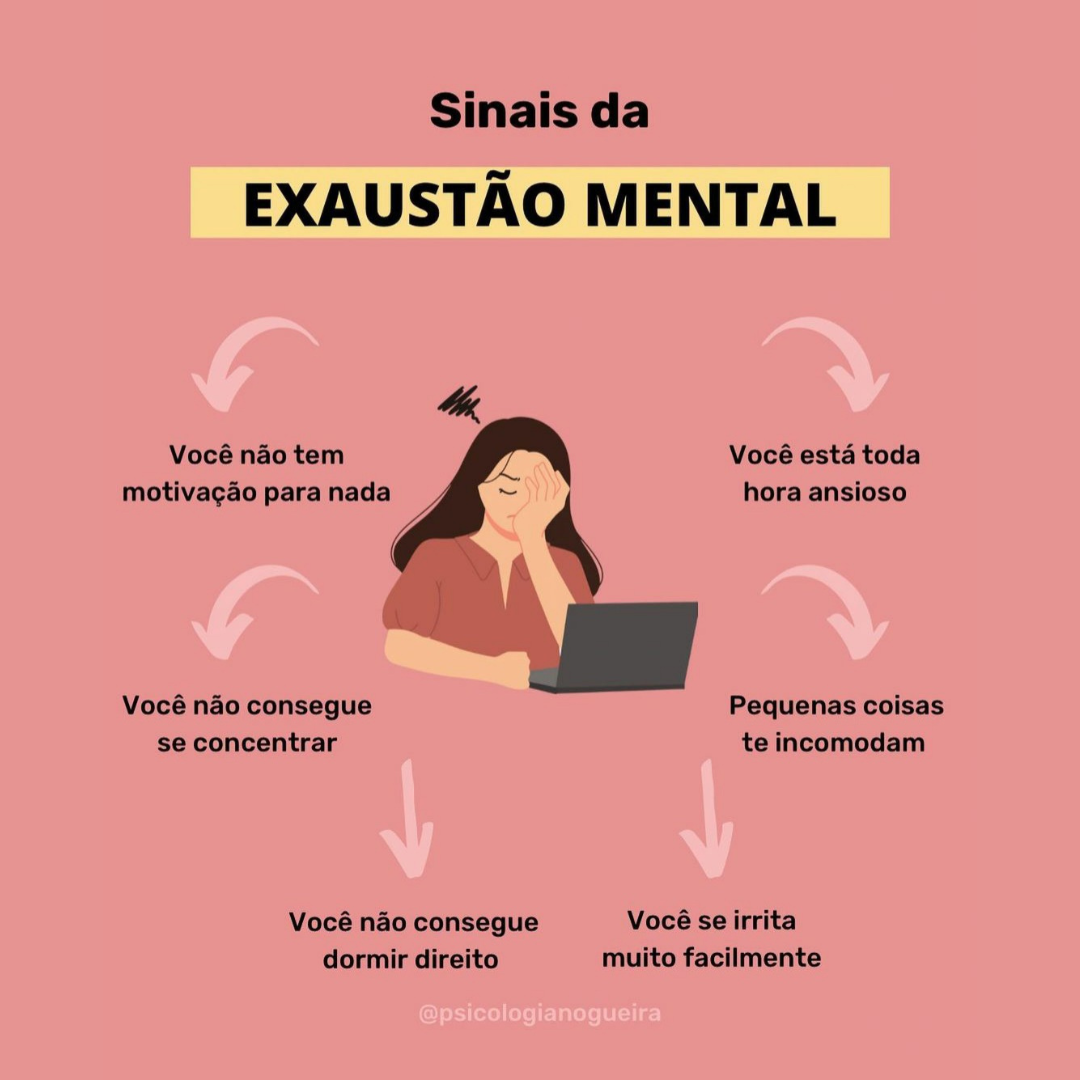 Sinais da
EXAUSTÃO MENTAL
Você não tem
motivação para nada
Você está toda
hora ansioso
Você não consegue
se concentrar
Pequenas coisas
te incomodam
Você não consegue
dormir direito
Você se irrita
muito facilmente
@psicologianogueira